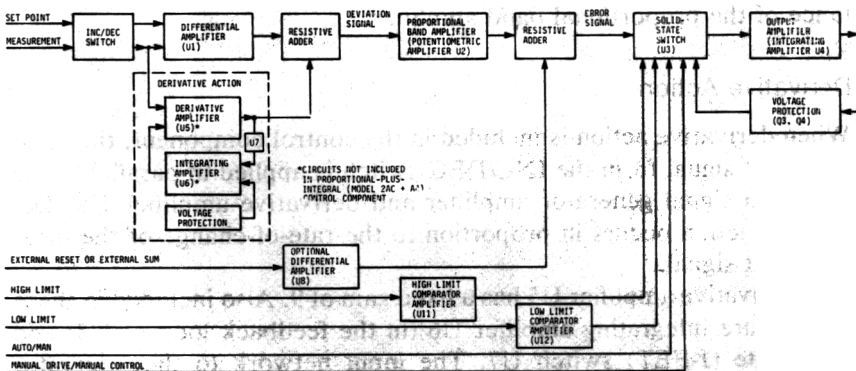 SET POINT
MEASUREMENT
INC/DEC
SWITCH
DIFFERENTIAL
AMPLIFIER
(U1)
RESISTIVE
ADDER
DEVIATION
SIGNAL
PROPORTIONAL
BAND AMPLIFIER
(POTENTIOMETRIC
AMPLIFIER U2)
RESISTIVE
ADDER
ERROR
SIGNAL
SOLID-
STATE
SWITCH
(U3)
OUTPUT
AMPLIFIER
(INTEGRATING
AMPLIFIER U4)
VOLTAGE
PROTECTION
(Q3, Q4)
DERIVATIVE ACTION
DERIVATIVE
AMPLIFIER
(U5)*
U7
INTEGRATING
AMPLIFIER
(U6)*
VOLTAGE
PROTECTION
*CIRCUITS NOT INCLUDED
IN PROPORTIONAL-PLUS-
INTEGRAL (MODEL 2AC + A4)
CONTROL COMPONENT
EXTERNAL RESET OR EXTERNAL SUM
OPTIONAL
DIFFERENTIAL
AMPLIFIER
(U8)
HIGH LIMIT
HIGH LIMIT
COMPARATOR
AMPLIFIER
(U11)
LOW LIMIT
LOW LIMIT
COMPARATOR
AMPLIFIER
(U12)
AUTO/MAN
MANUAL DRIVE/MANUAL CONTROL